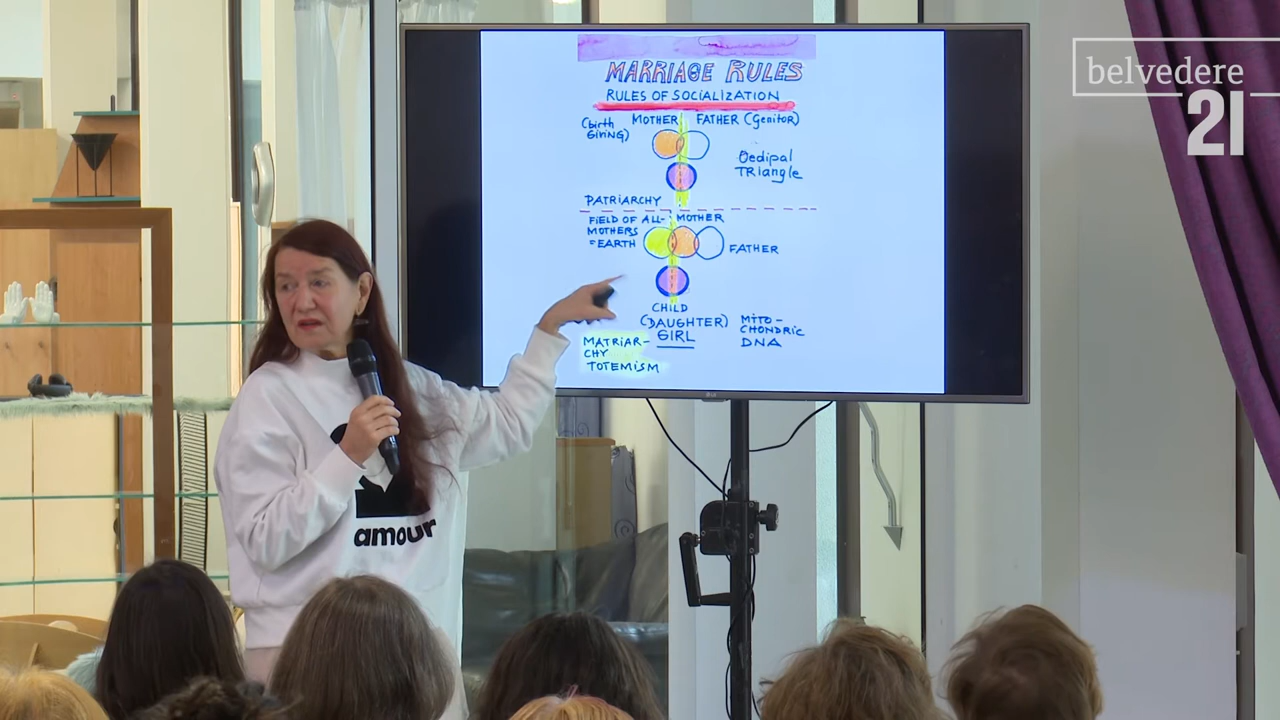 belvedere
21
MARRIAGE RULES
RULES OF SOCIALIZATION
(birth GIVING)
MOTHER
FATHER (Genitor)
Oedipal
TRiangle
PATRIARCHY
FIELD OF ALL-
MOTHERS
= EARTH
MOTHER
FATHER
CHILD
(DAUGHTER)
GIRL
MITO-
CHONDRIC
DNA
MATRIAR-
CHY
TOTEMISM
amour
LG